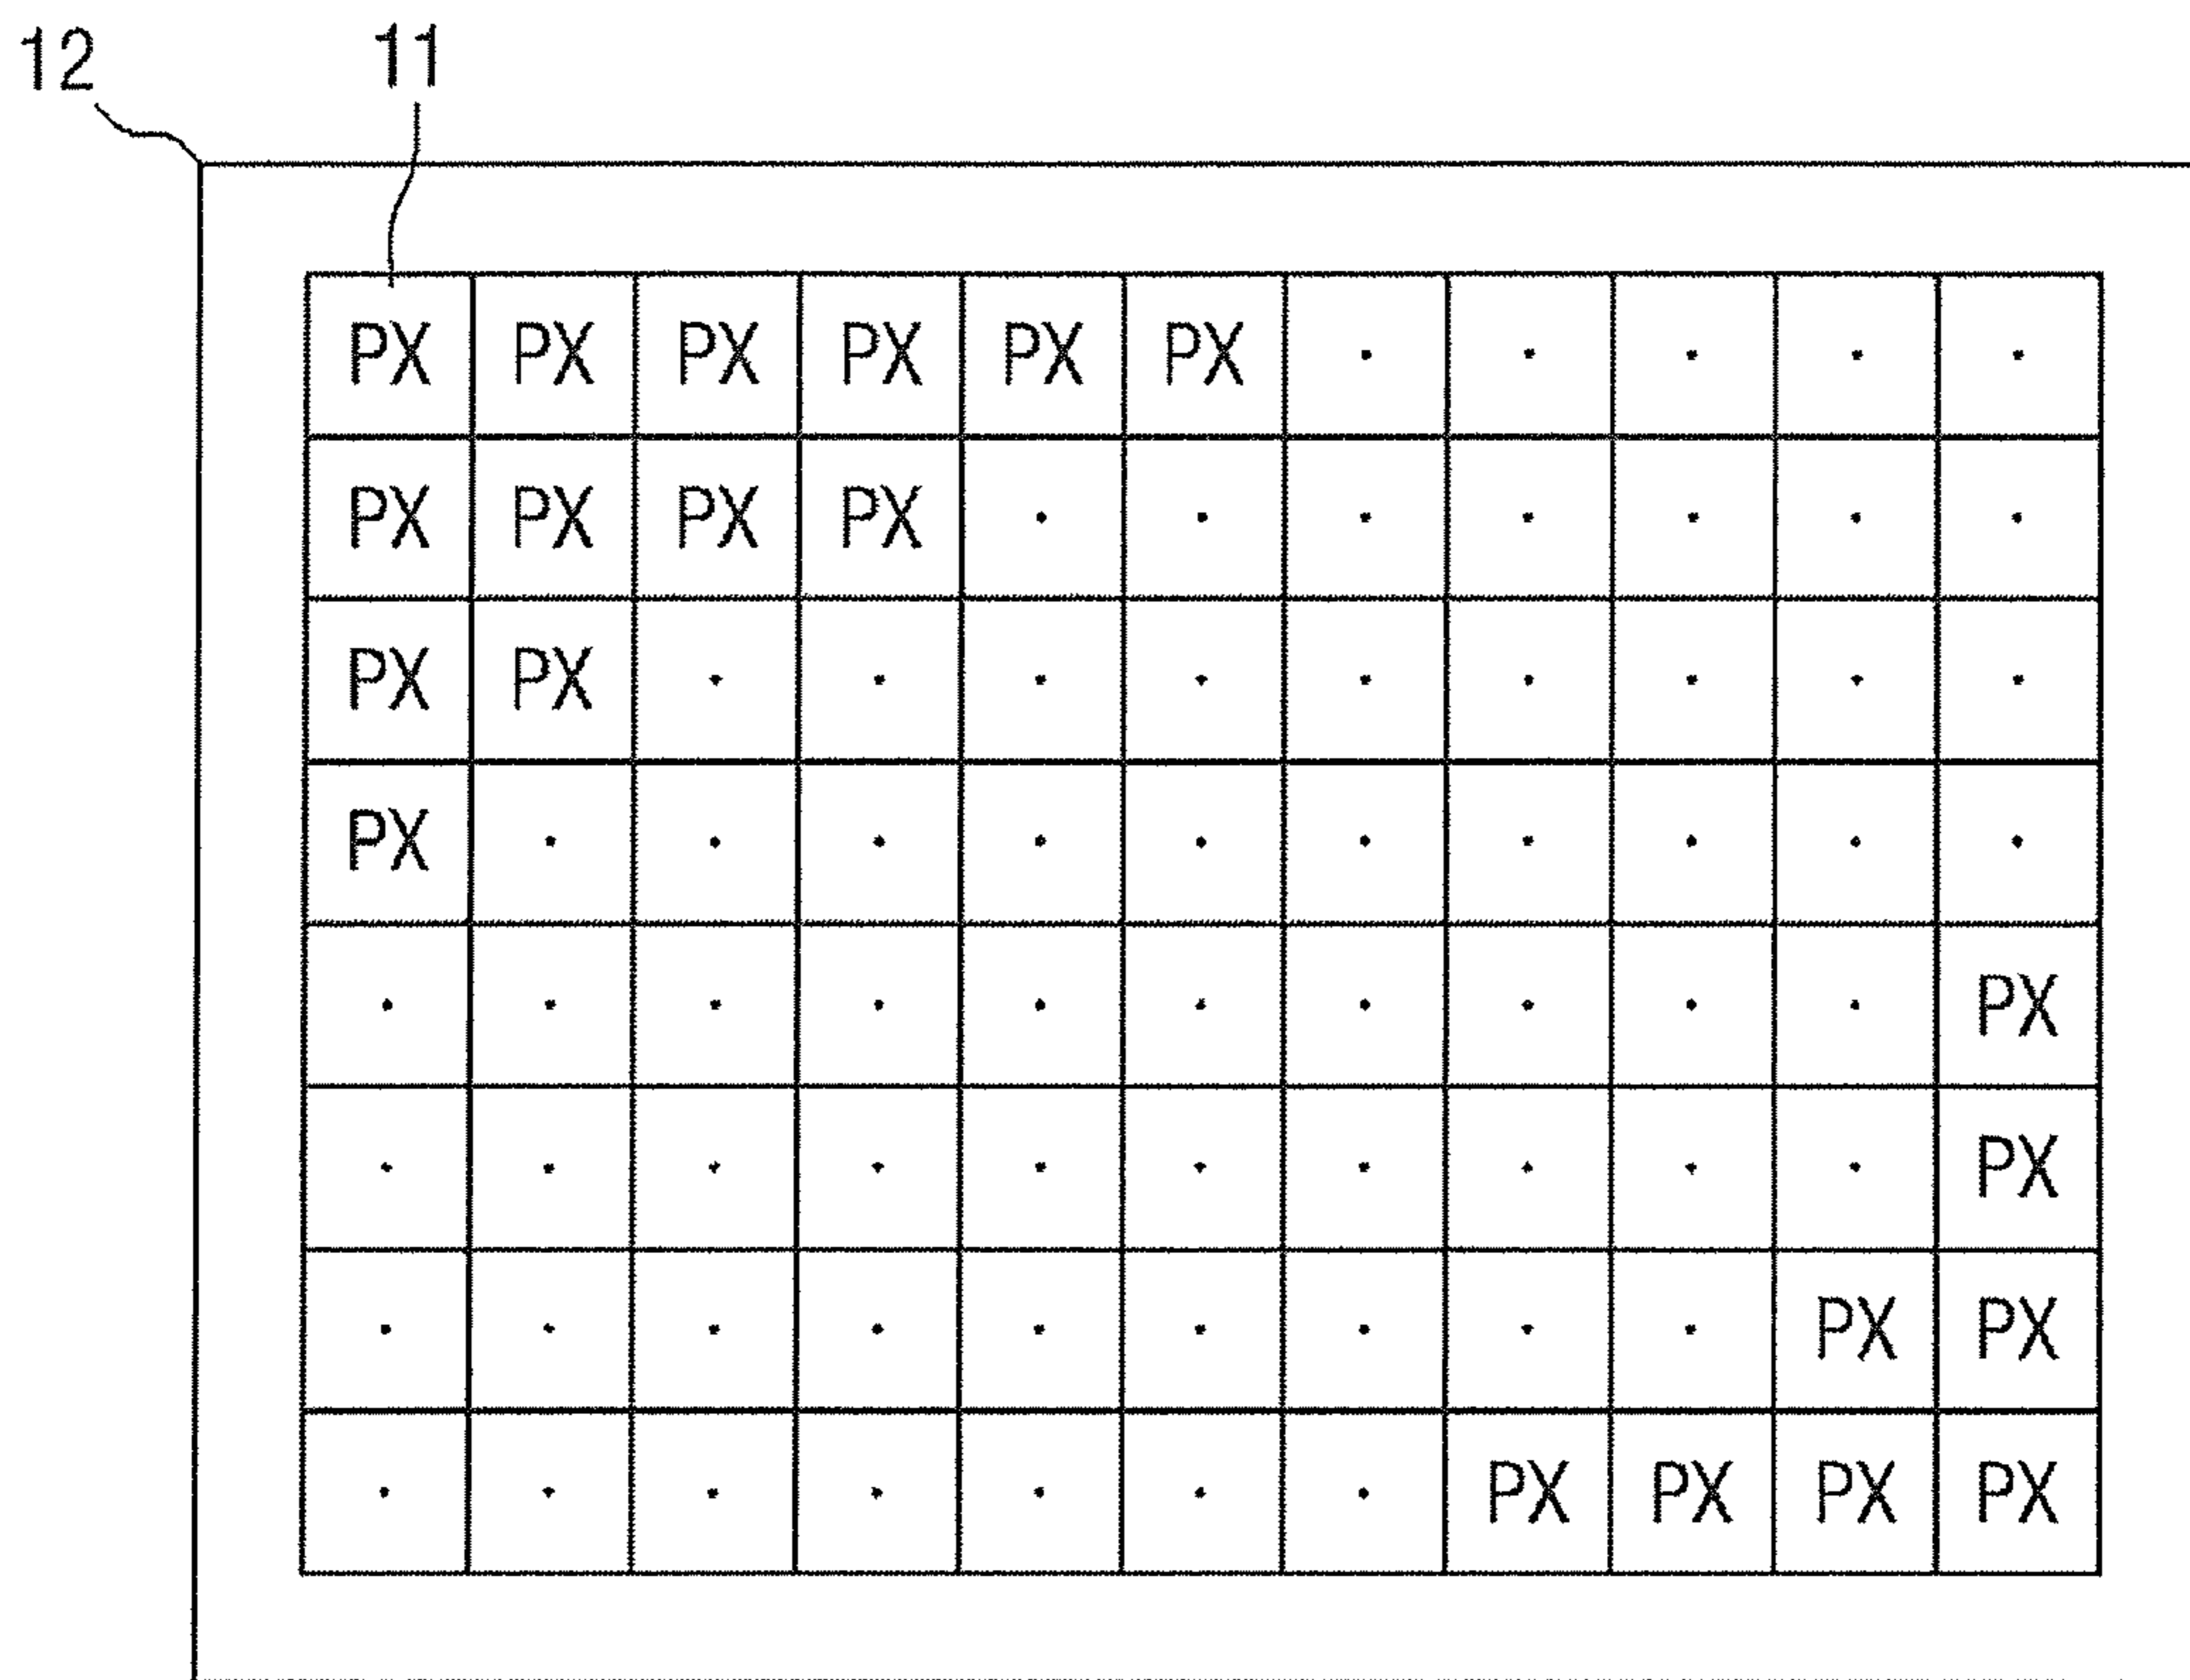 12 11
PX PX PX PX PX PX . . . . .
PX PX PX PX . . . . . . .
PX PX . . . . . . . . .
PX . . . . . . . . . .
. . . . . . . . . . PX
. . . . . . . . . . PX
. . . . . . . . . PX PX
. . . . . . . PX PX PX PX